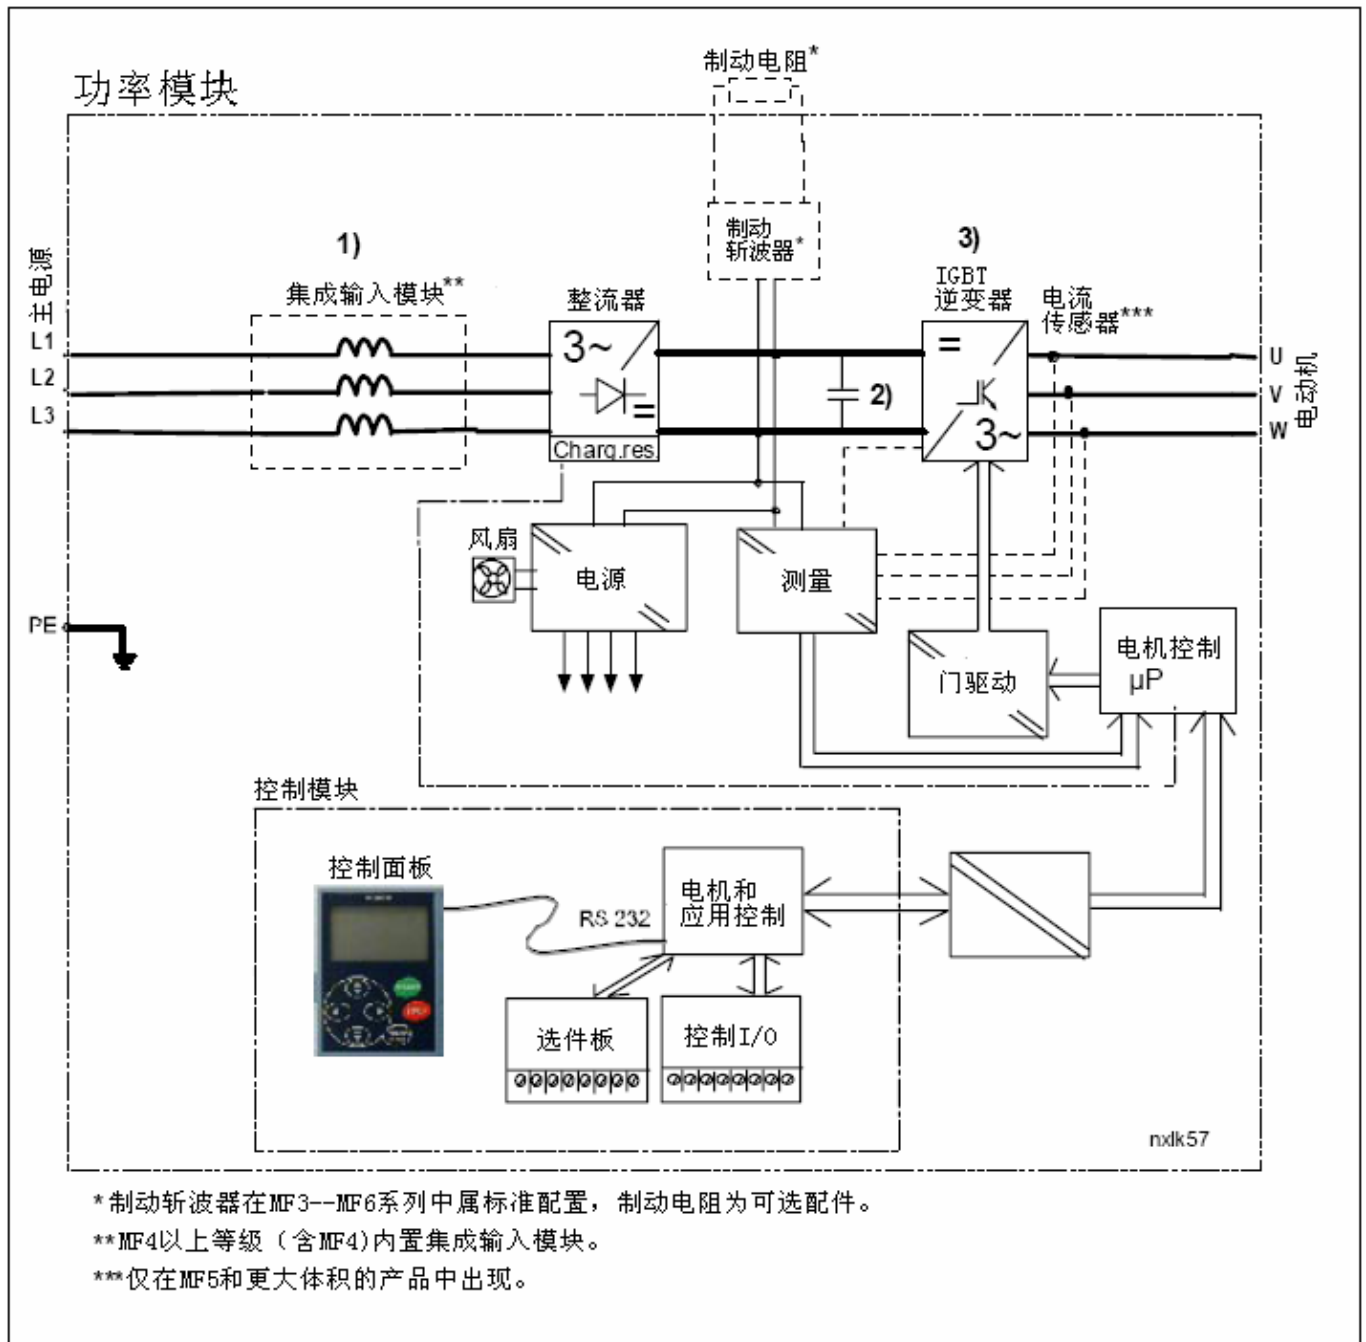 制动电阻*
功率模块
制动
斩波器*
1)
3)
主电源
集成输入模块**
整流器
IGBT
逆变器
电流
传感器***
L1
L2
L3
3~
=
=
3~
2)
U
V
W
电动机
Charg.res.
风扇
电源
测量
PE
门驱动
电机控制
µP
控制模块
控制面板
RS 232
电机和
应用控制
选件板
控制I/O
nxlk57
*制动斩波器在MF3--MF6系列中属标准配置，制动电阻为可选配件。
**MF4以上等级（含MF4)内置集成输入模块。
***仅在MF5和更大体积的产品中出现。